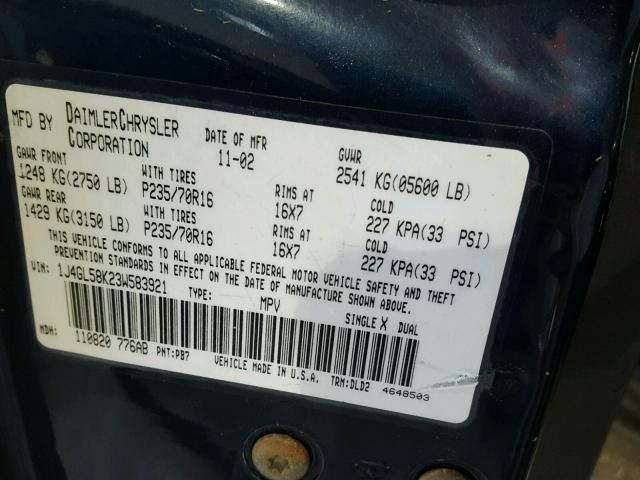 MFD BY DAIMLERCHRYSLER CORPORATION
DATE OF MFR 11-02
GVWR 2541 KG(05600 LB)
GAWR FRONT WITH TIRES RIMS AT COLD
1248 KG(2750 LB) P235/70R16 16X7 227 KPA(33 PSI)
GAWR REAR WITH TIRES RIMS AT COLD
1429 KG(3150 LB) P235/70R16 16X7 227 KPA(33 PSI)
THIS VEHICLE CONFORMS TO ALL APPLICABLE FEDERAL MOTOR VEHICLE SAFETY AND THEFT
PREVENTION STANDARDS IN EFFECT ON THE DATE OF MANUFACTURE SHOWN ABOVE.
VIN: 1J4GL58K23W583921 TYPE: MPV SINGLE X DUAL
MDH: 110820 776AB PNT:PB7 VEHICLE MADE IN U.S.A. TRM:DLD2 4648503